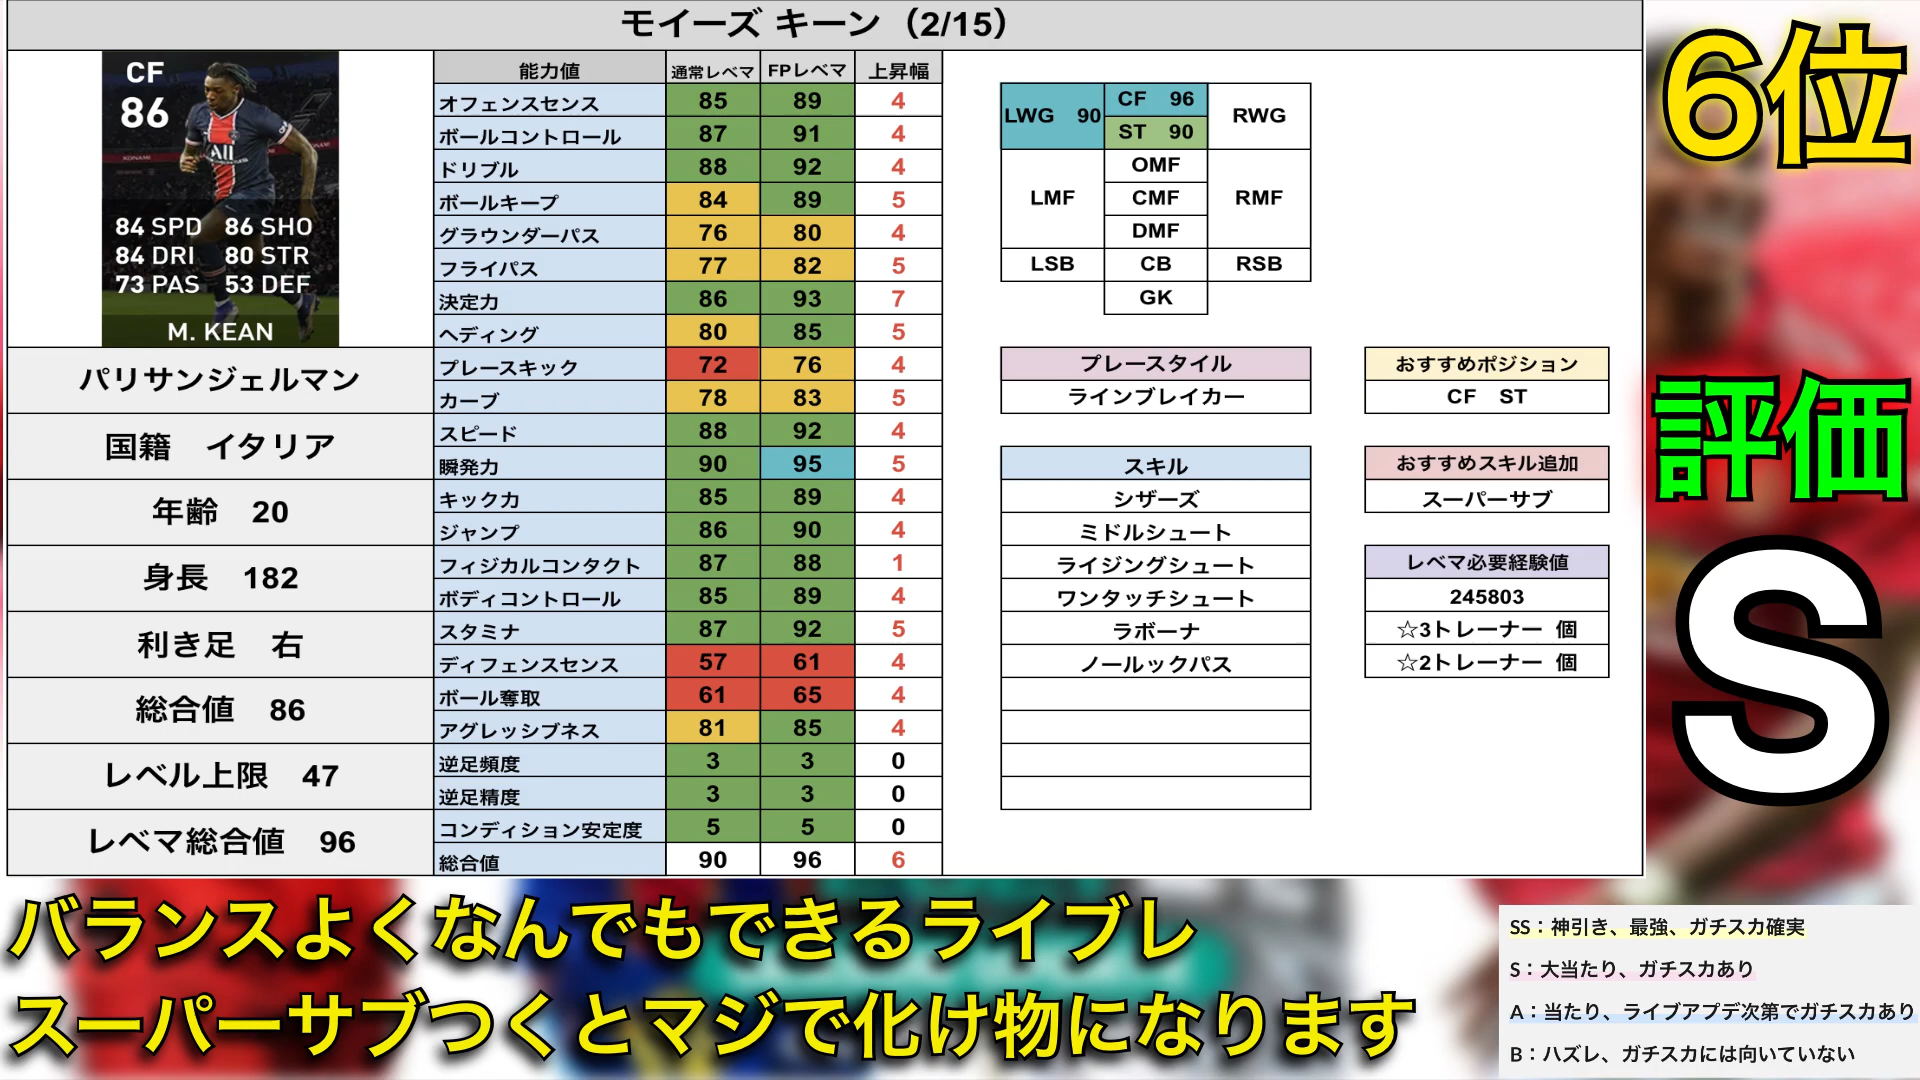 モイーズ キーン（2/15）
CF
86
84 SPD 86 SHO
84 DRI 80 STR
73 PAS 53 DEF
M. KEAN
パリサンジェルマン
国籍 イタリア
年齢 20
身長 182
利き足 右
総合値 86
レベル上限 47
レベマ総合値 96
能力値 通常レベマ FPレベマ 上昇幅
オフェンスセンス 85 89 4
ボールコントロール 87 91 4
ドリブル 88 92 4
ボールキープ 84 89 5
グラウンダーパス 76 80 4
フライパス 77 82 5
決定力 86 93 7
ヘディング 80 85 5
プレースキック 72 76 4
カーブ 78 83 5
スピード 88 92 4
瞬発力 90 95 5
キック力 85 89 4
ジャンプ 86 90 4
フィジカルコンタクト 87 88 1
ボディコントロール 85 89 4
スタミナ 87 92 5
ディフェンスセンス 57 61 4
ボール奪取 61 65 4
アグレッシブネス 81 85 4
逆足頻度 3 3 0
逆足精度 3 3 0
コンディション安定度 5 5 0
総合値 90 96 6
LWG 90 CF 96 RWG
ST 90
OMF
LMF CMF RMF
DMF
LSB CB RSB
GK
プレースタイル
ラインブレイカー
スキル
シザーズ
ミドルシュート
ライジングシュート
ワンタッチシュート
ラボーナ
ノールックパス
おすすめポジション
CF ST
おすすめスキル追加
スーパーサブ
レベマ必要経験値
245803
☆3トレーナー 個
☆2トレーナー 個
6位
評価
S
バランスよくなんでもできるライブレ
スーパーサブつくとマジで化け物になります
SS：神引き、最強、ガチスカ確実
S：大当たり、ガチスカあり
A：当たり、ライブアプデ次第でガチスカあり
B：ハズレ、ガチスカには向いていない